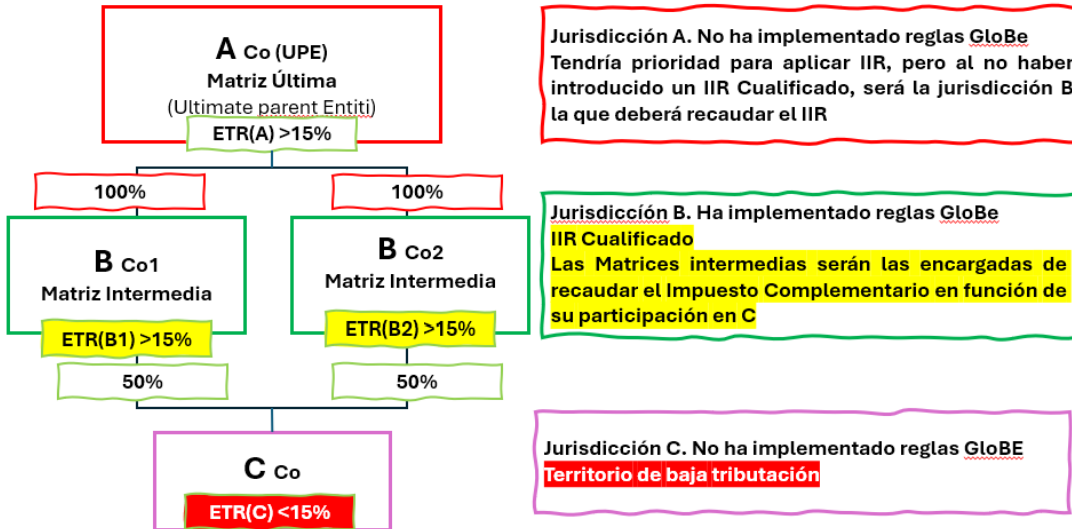 A Co (UPE)
Matriz Última
(Ultimate parent Entiti)
ETR(A) >15%
Jurisdicción A. No ha implementado reglas GloBe
Tendría prioridad para aplicar IIR, pero al no haber
introducido un IIR Cualificado, será la jurisdicción B
la que deberá recaudar el IIR
100%
100%
B Co1
Matriz Intermedia
ETR(B1) >15%
B Co2
Matriz Intermedia
ETR(B2) >15%
Jurisdiccíón B. Ha implementado reglas GloBe
IIR Cualificado
Las Matrices intermedias serán las encargadas de
recaudar el Impuesto Complementario en función de
su participación en C
50%
50%
C Co
ETR(C) <15%
Jurisdicción C. No ha implementado reglas GloBE
Territorio de baja tributación